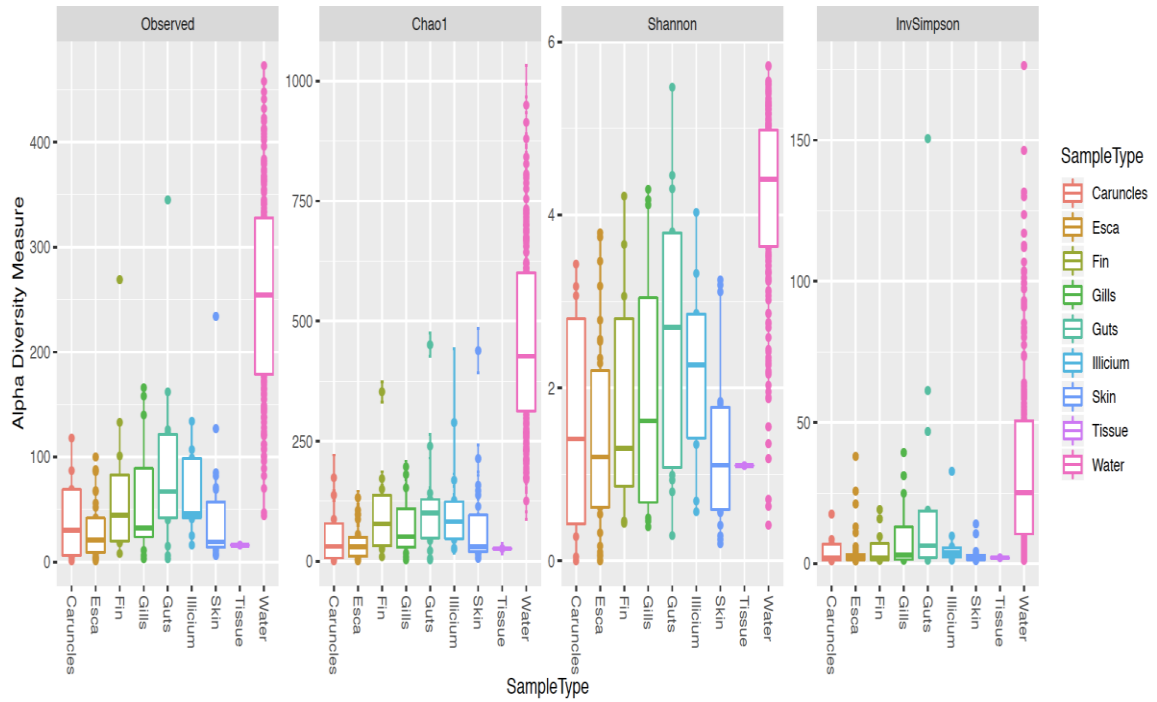 Observed
Chao1
Shannon
InvSimpson
Alpha Diversity Measure
0
100
200
300
400
0
250
500
750
1000
0
2
4
6
0
50
100
150
Caruncles
Esca
Fin
Gills
Guts
Illicium
Skin
Tissue
Water
Caruncles
Esca
Fin
Gills
Guts
Illicium
Skin
Tissue
Water
Caruncles
Esca
Fin
Gills
Guts
Illicium
Skin
Tissue
Water
Caruncles
Esca
Fin
Gills
Guts
Illicium
Skin
Tissue
Water
SampleType
SampleType
Caruncles
Esca
Fin
Gills
Guts
Illicium
Skin
Tissue
Water